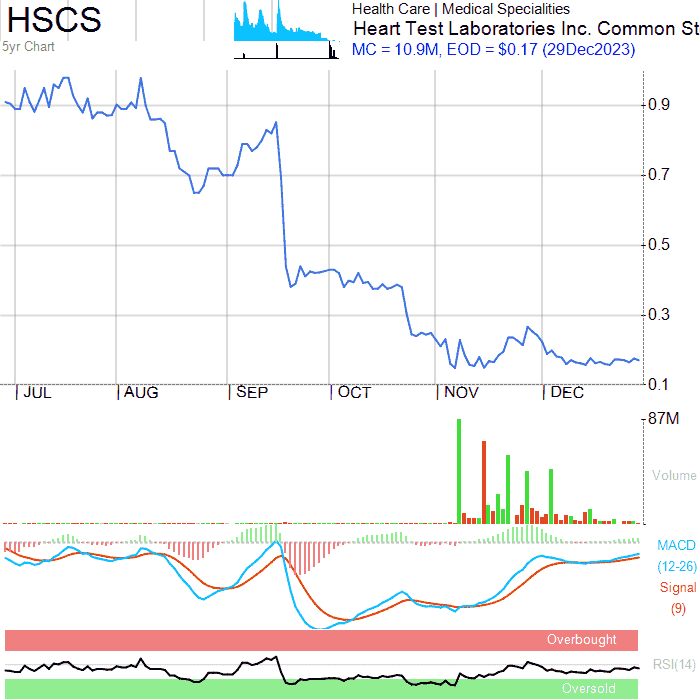 HSCS
Health Care | Medical Specialities
Heart Test Laboratories Inc. Common St
5yr Chart
MC = 10.9M, EOD = $0.17 (29Dec2023)
0.9
0.7
0.5
0.3
0.1
JUL AUG SEP OCT NOV DEC
87M
Volume
MACD
(12-26)
Signal
(9)
Overbought
RSI(14)
Oversold